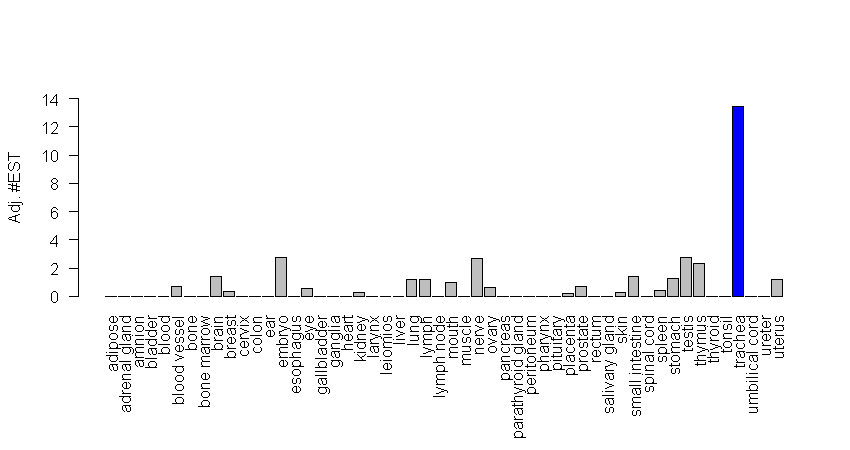 Adj. #EST
14
12
10
8
6
4
2
0
adipose
adrenal gland
amnion
bladder
blood
blood vessel
bone
bone marrow
brain
breast
cervix
colon
ear
embryo
esophagus
eye
gallbladder
ganglia
heart
kidney
larynx
leiomios
liver
lung
lymph
lymph node
mouth
muscle
nerve
ovary
pancreas
parathyroid gland
peritoneum
pharynx
pituitary
placenta
prostate
rectum
salivary gland
skin
small intestine
spinal cord
spleen
stomach
testis
thymus
thyroid
tonsil
trachea
umbilical cord
ureter
uterus